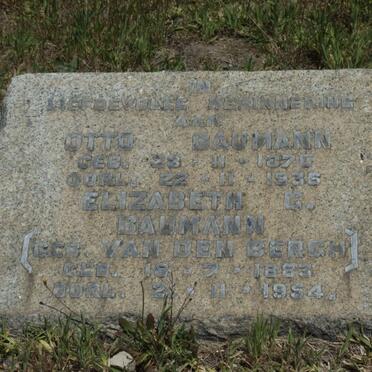 IN
LIEFDEVOLLE HERINNERING
AAN
OTTO BAUMANN
GEB. 23 - 11 - 1876
OORL. 22 - 11 - 1936
ELIZABETH C.
BAUMANN
(GEB. VAN DEN BERGH)
GEB. 15 - 7 - 1883
OORL. 2 - 11 - 1954.